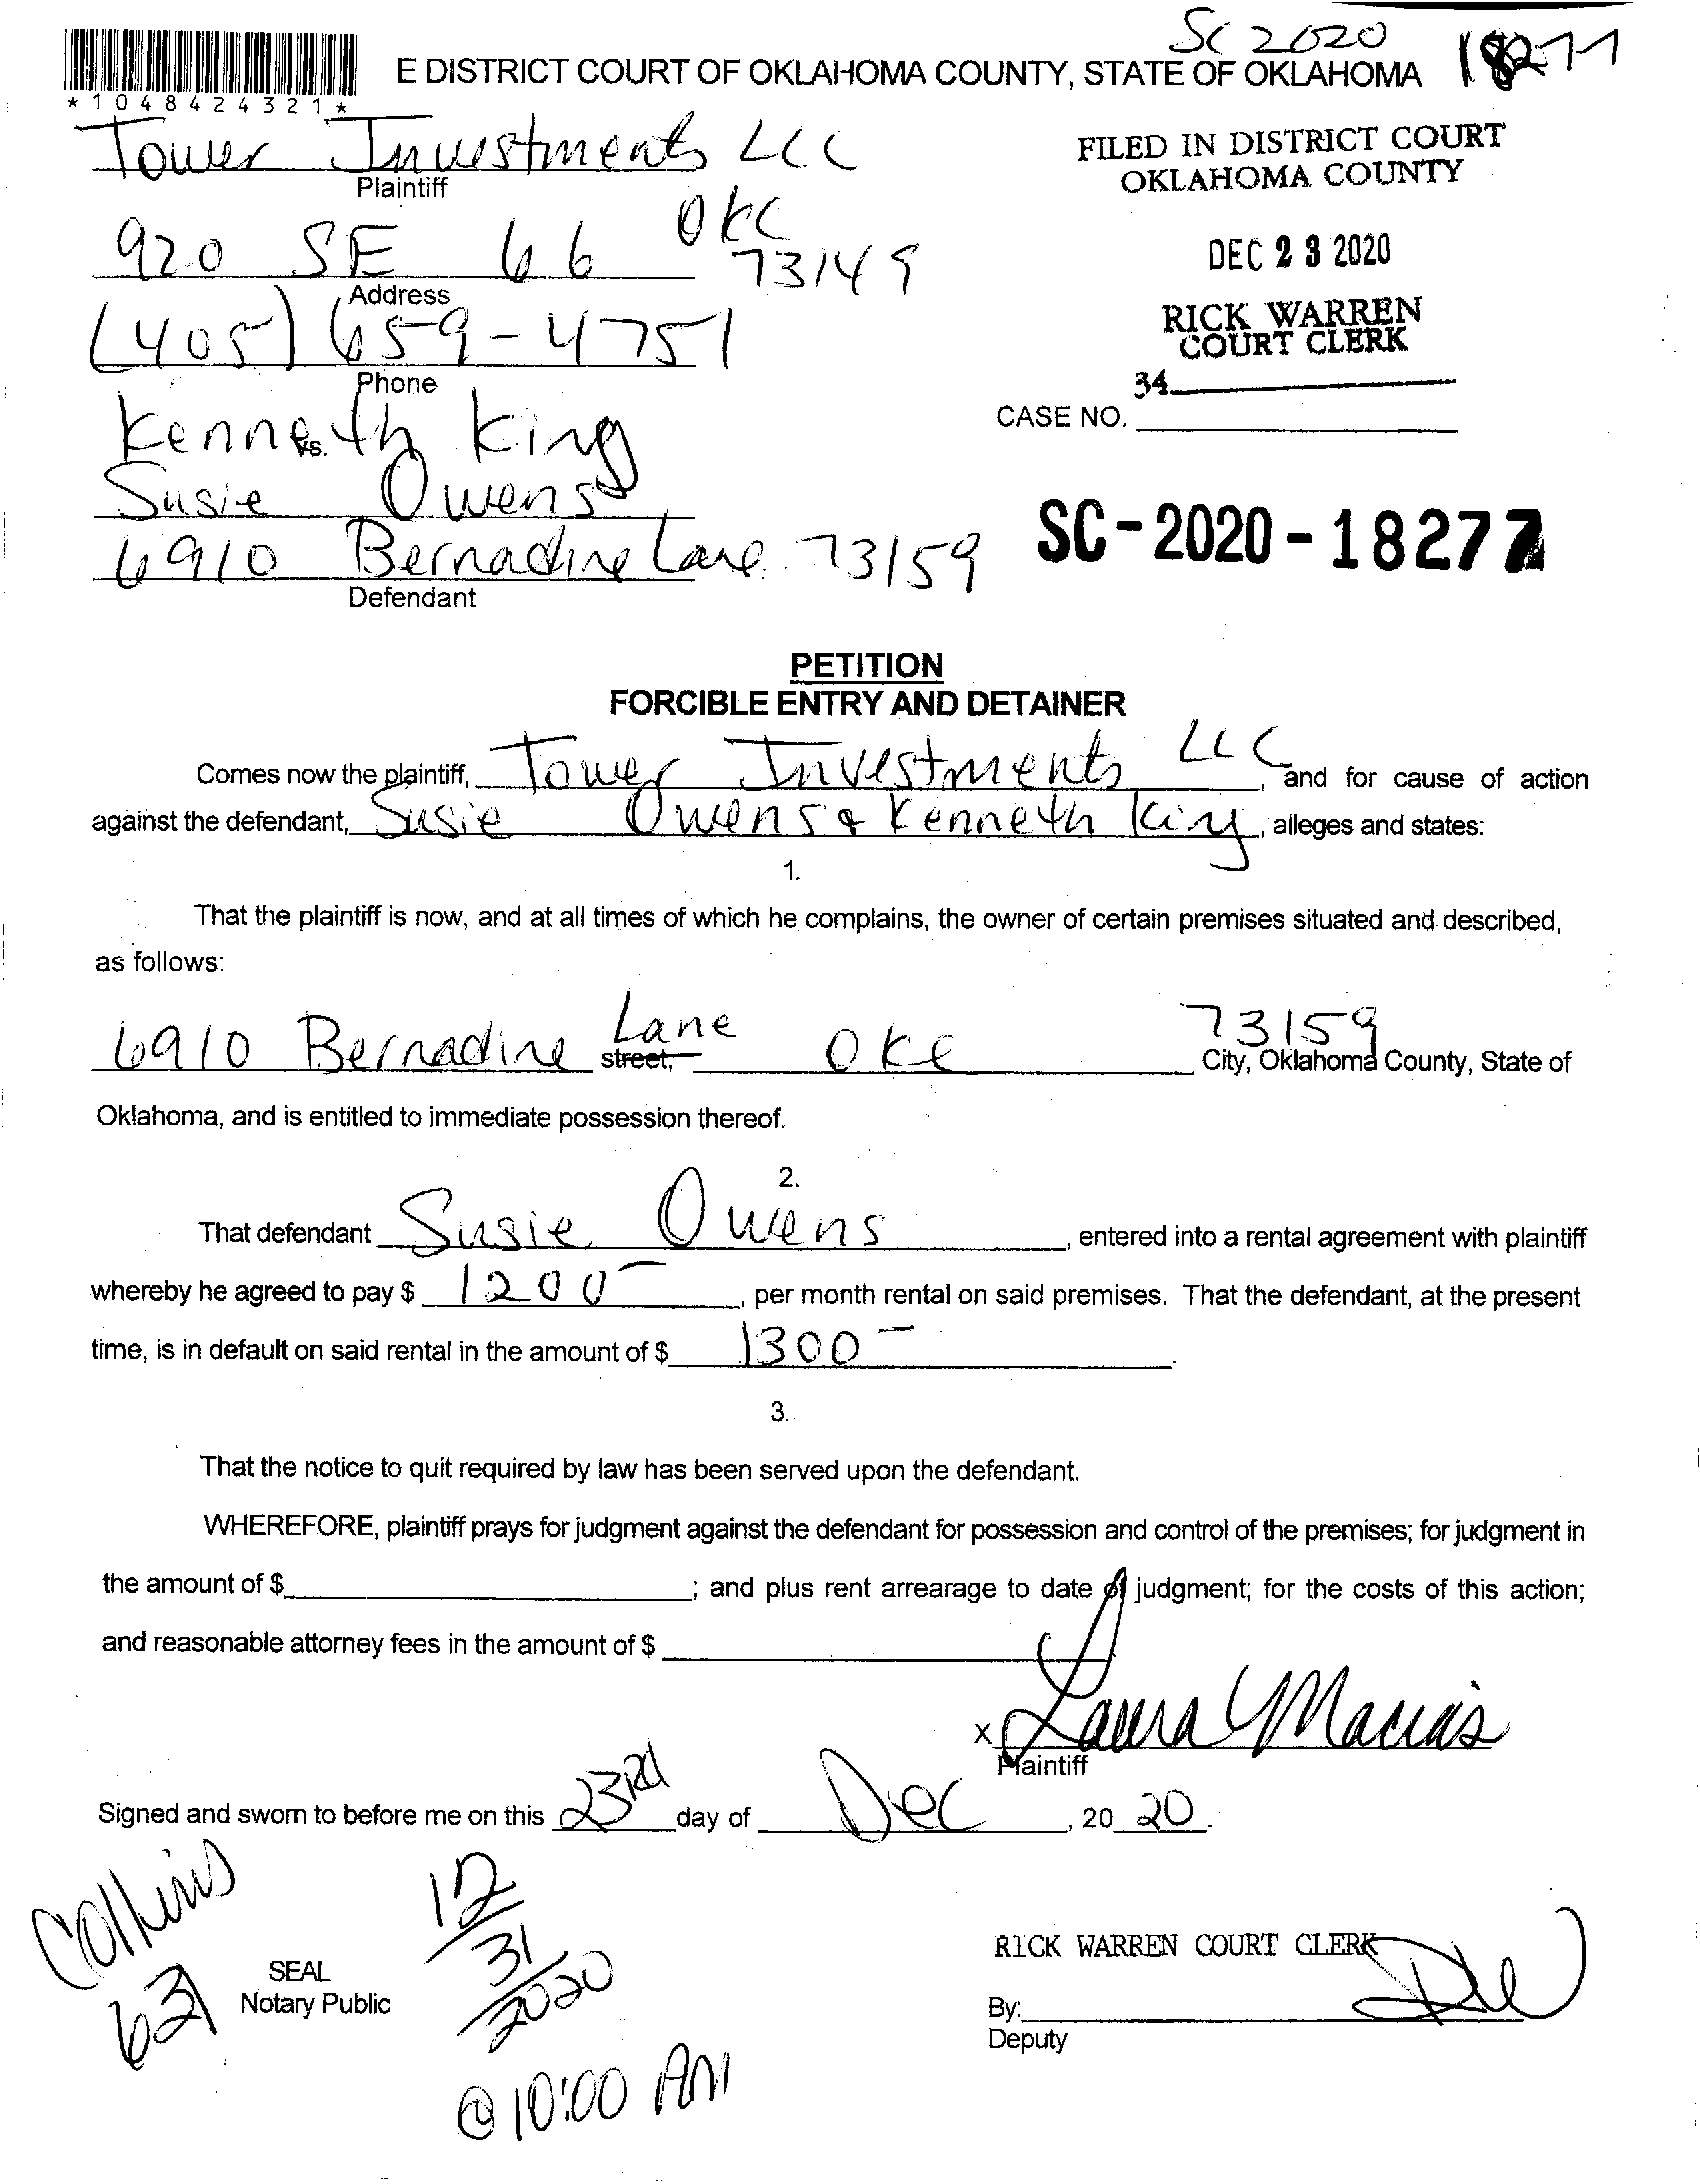 SC 2020 18277
E DISTRICT COURT OF OKLAHOMA COUNTY, STATE OF OKLAHOMA
*1048424321*
Tower Investments LLC
Plaintiff
FILED IN DISTRICT COURT
OKLAHOMA COUNTY
920 SE 66 OKC 73149
Address
DEC 23 2020
(405) 659-4751
Phone
RICK WARREN
COURT CLERK
34
CASE NO.
Kenneth King
vs.
Susie Owens
6910 Bernadine Lane 73159
Defendant
SC-2020-18277
PETITION
FORCIBLE ENTRY AND DETAINER
Comes now the plaintiff, Tower Investments LLC, and for cause of action
against the defendant, Susie Owens & Kenneth King, alleges and states:
1.
That the plaintiff is now, and at all times of which he complains, the owner of certain premises situated and described,
as follows:
6910 Bernadine Lane street, OKC 73159 City, Oklahoma County, State of
Oklahoma, and is entitled to immediate possession thereof.
2.
That defendant Susie Owens, entered into a rental agreement with plaintiff
whereby he agreed to pay $ 1200-, per month rental on said premises. That the defendant, at the present
time, is in default on said rental in the amount of $ 1300-.
3.
That the notice to quit required by law has been served upon the defendant.
WHEREFORE, plaintiff prays for judgment against the defendant for possession and control of the premises; for judgment in
the amount of $ ; and plus rent arrearage to date of judgment; for the costs of this action;
and reasonable attorney fees in the amount of $
x Laura Macias
Plaintiff
Signed and sworn to before me on this 23rd day of Dec, 20 20.
Collins
621
SEAL
Notary Public
12/31/2020
@ 10:00 AM
RICK WARREN COURT CLERK
By:
Deputy